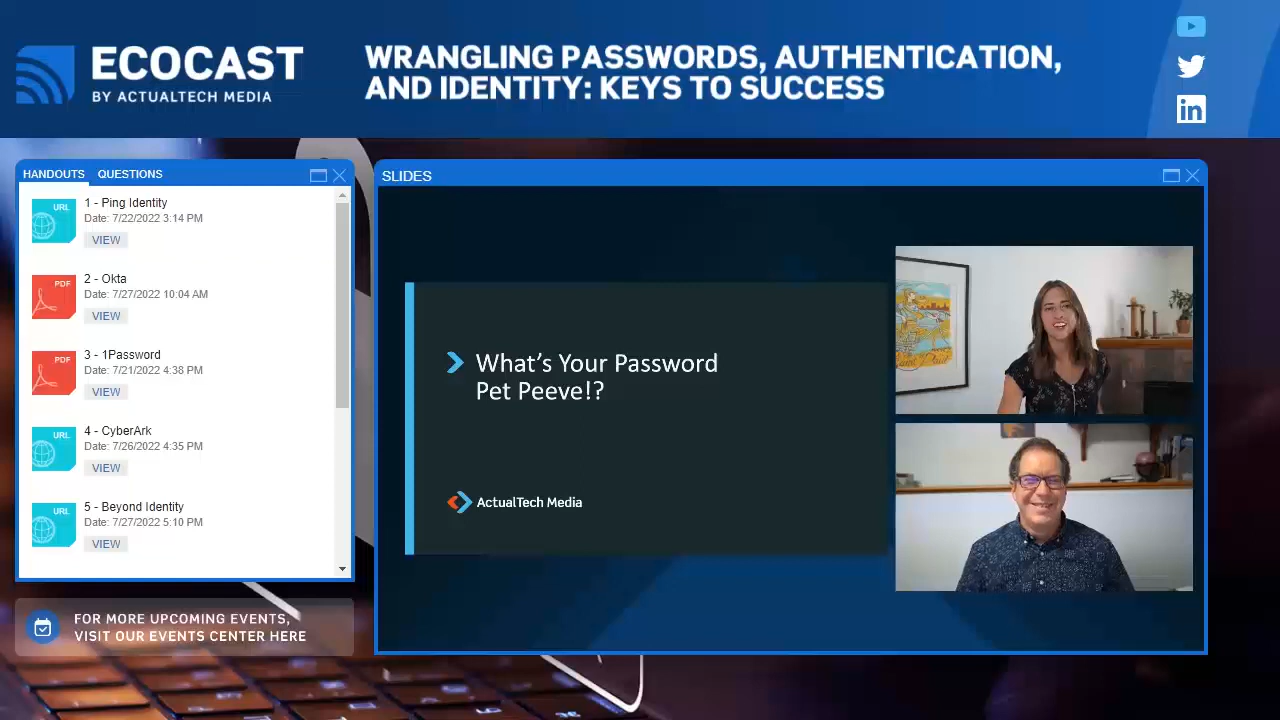 ECOCAST
BY ACTUALTECH MEDIA
WRANGLING PASSWORDS, AUTHENTICATION,
AND IDENTITY: KEYS TO SUCCESS
in
HANDOUTS QUESTIONS
URL
1 - Ping Identity
Date: 7/22/2022 3:14 PM
VIEW
PDF
2 - Okta
Date: 7/27/2022 10:04 AM
VIEW
PDF
3 - 1Password
Date: 7/21/2022 4:38 PM
VIEW
URL
4 - CyberArk
Date: 7/26/2022 4:35 PM
VIEW
URL
5 - Beyond Identity
Date: 7/27/2022 5:10 PM
VIEW
FOR MORE UPCOMING EVENTS,
VISIT OUR EVENTS CENTER HERE
SLIDES
What's Your Password
Pet Peeve!?
ActualTech Media